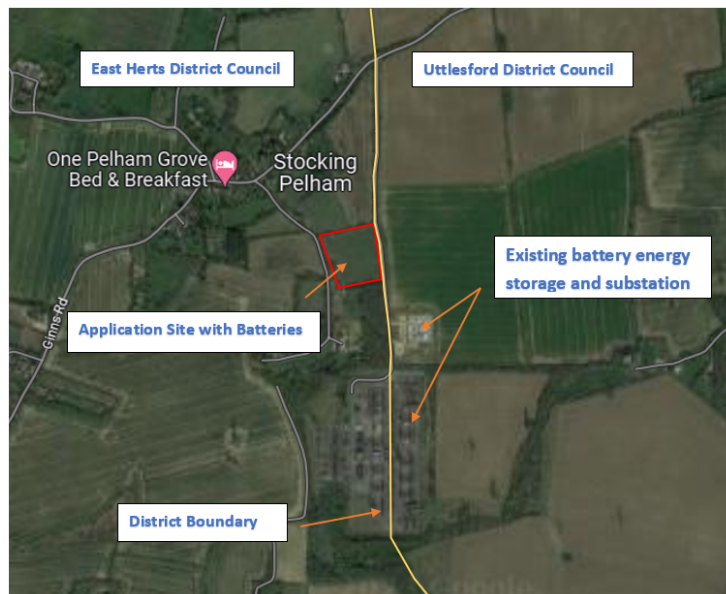 East Herts District Council
Uttlesford District Council
One Pelham Grove
Bed & Breakfast
Stocking
Pelham
Existing battery energy
storage and substation
Application Site with Batteries
Ginns Rd
District Boundary